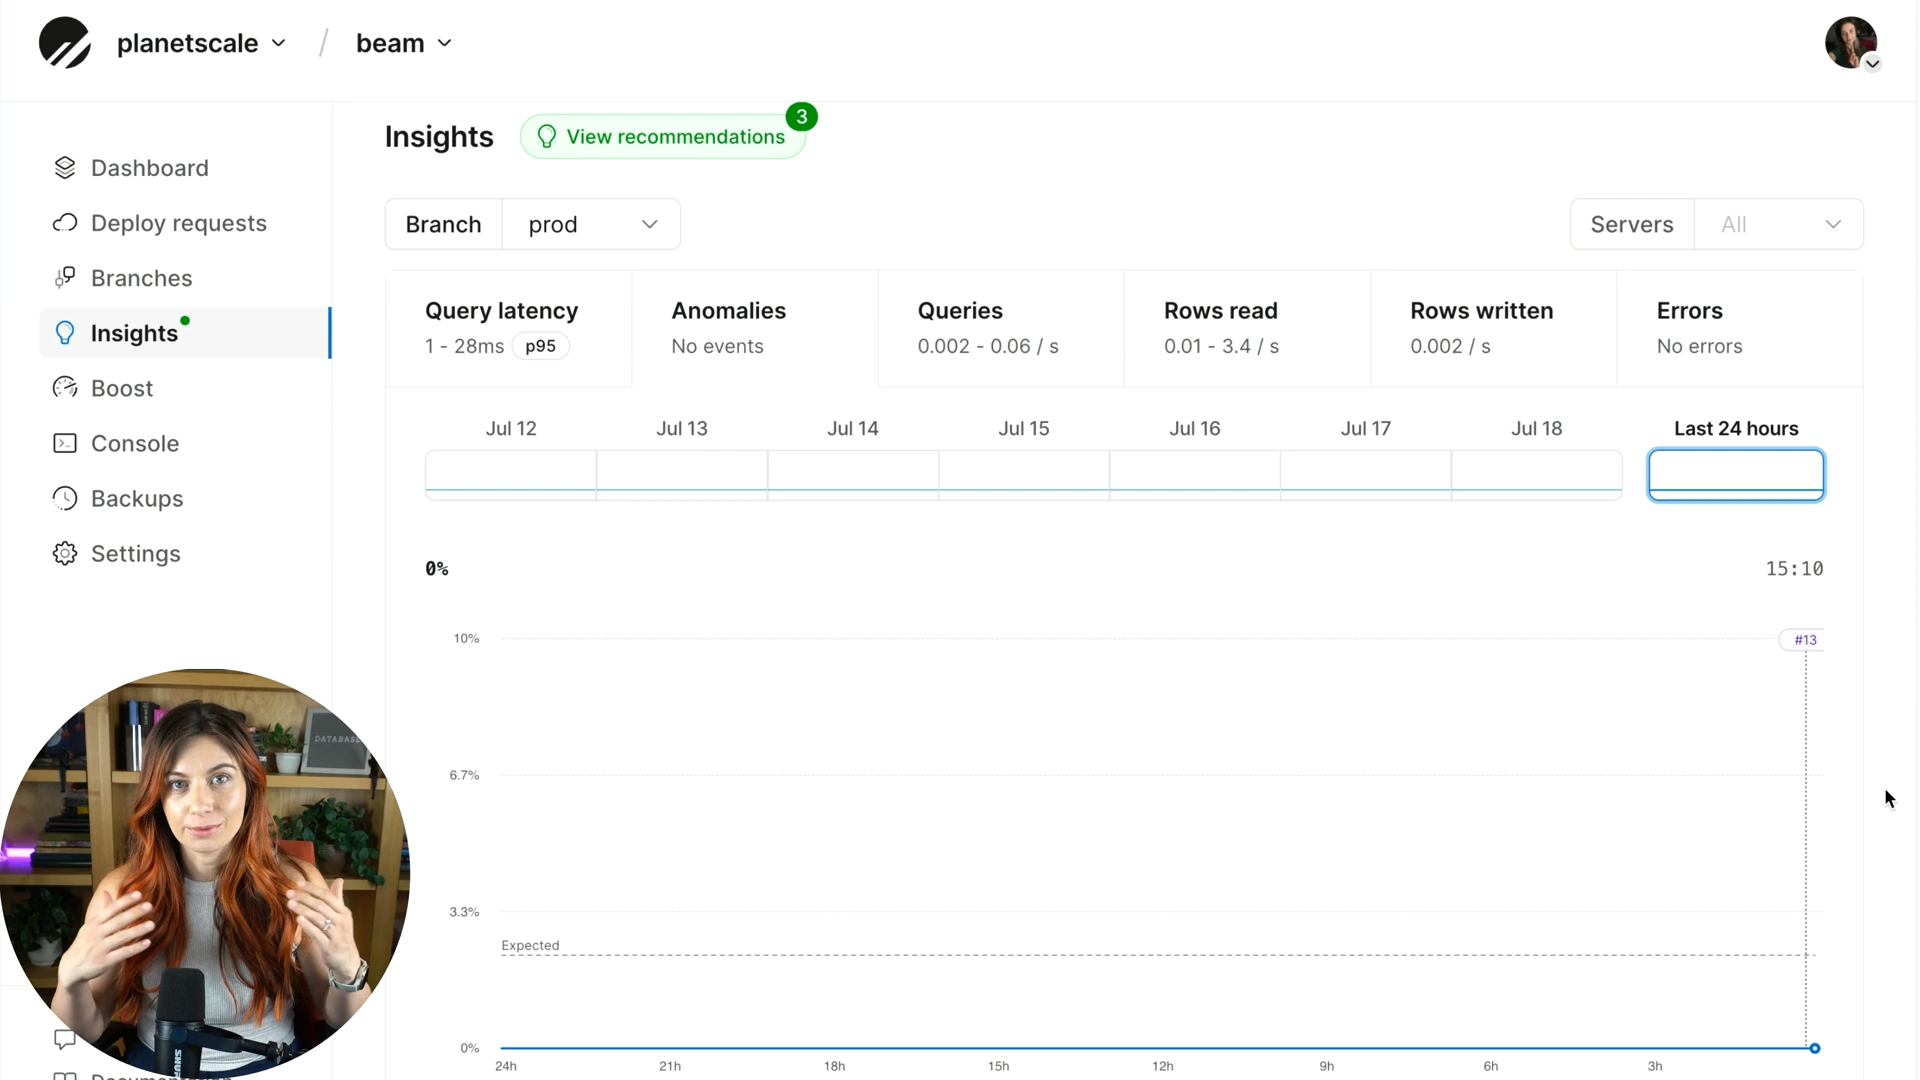 planetscale / beam
Insights
View recommendations
3
Dashboard
Deploy requests
Branches
Insights
Boost
Console
Backups
Settings
Branch prod
Servers All
Query latency
1 - 28ms p95
Anomalies
No events
Queries
0.002 - 0.06 / s
Rows read
0.01 - 3.4 / s
Rows written
0.002 / s
Errors
No errors
Jul 12 Jul 13 Jul 14 Jul 15 Jul 16 Jul 17 Jul 18 Last 24 hours
0% 15:10
10%
#13
6.7%
3.3%
Expected
0%
24h 21h 18h 15h 12h 9h 6h 3h
SHURE